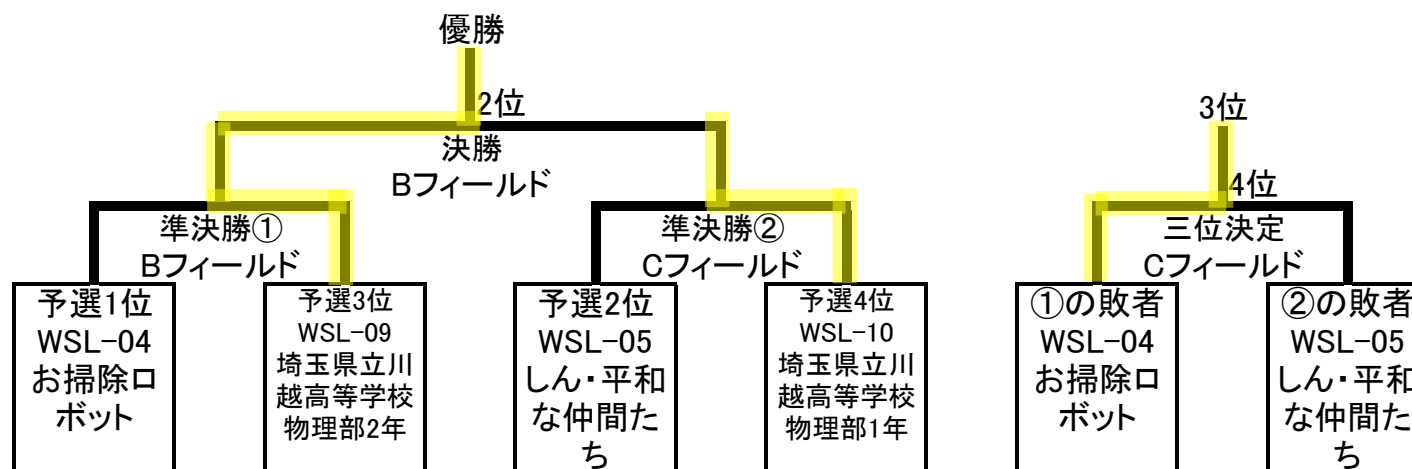 優勝
2位
決勝
Bフィールド
準決勝①
Bフィールド
準決勝②
Cフィールド
予選1位
WSL-04
お掃除ロ
ボット
予選3位
WSL-09
埼玉県立川
越高等学校
物理部2年
予選2位
WSL-05
しん・平和
な仲間た
ち
予選4位
WSL-10
埼玉県立川
越高等学校
物理部1年
3位
4位
三位決定
Cフィールド
①の敗者
WSL-04
お掃除ロ
ボット
②の敗者
WSL-05
しん・平和
な仲間た
ち